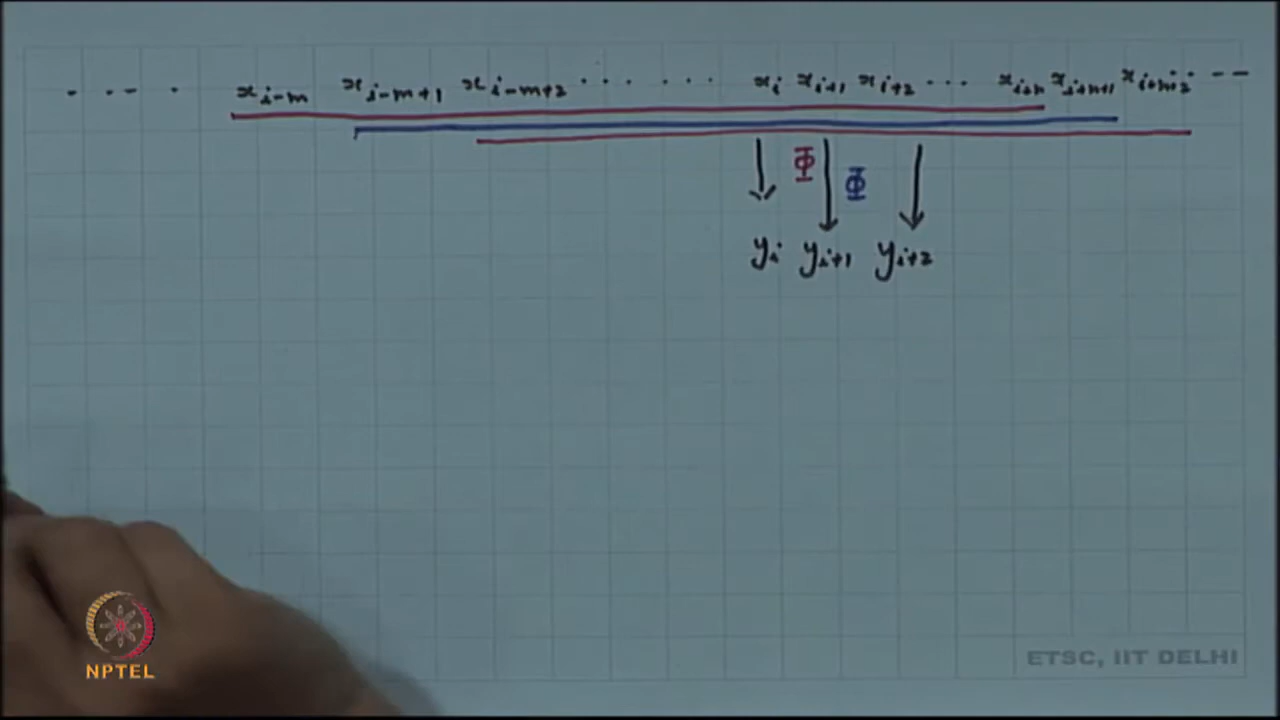 - - - - . x_{i-m} x_{i-m+1} x_{i-m+2} ... ... x_i x_{i+1} x_{i+2} ... x_{i+n} x_{i+n+1} x_{i+n+2} . - -
Φ Φ
y_i y_{i+1} y_{i+2}
NPTEL
ETSC, IIT DELHI